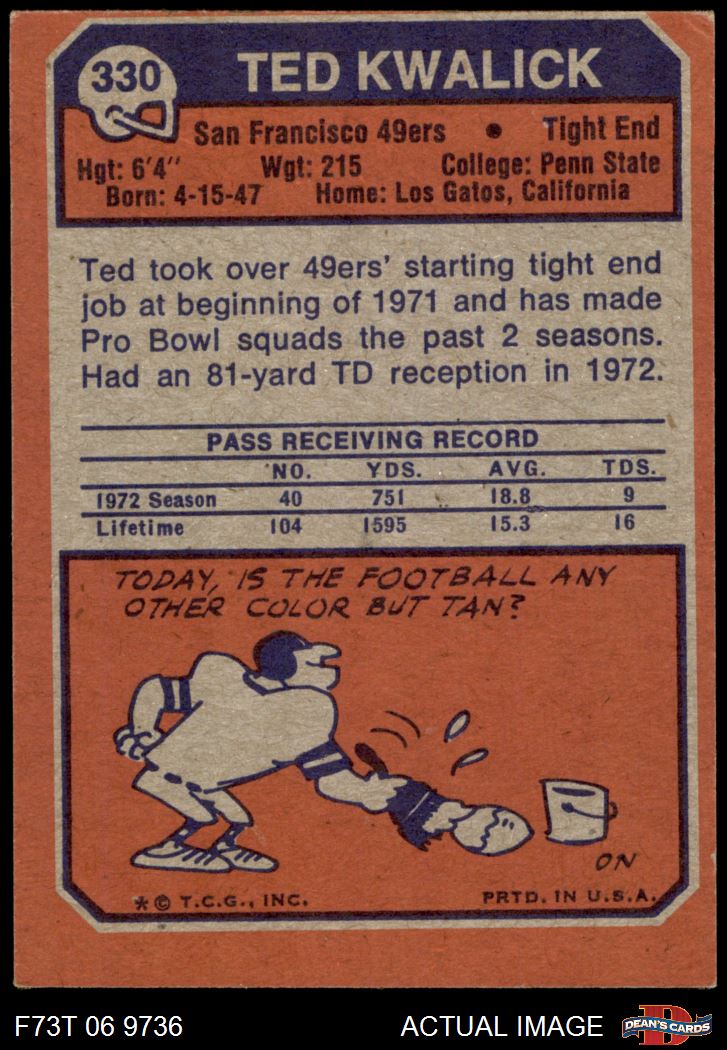 330
TED KWALICK
San Francisco 49ers • Tight End
Hgt: 6'4" Wgt: 215 College: Penn State
Born: 4-15-47 Home: Los Gatos, California
Ted took over 49ers' starting tight end
job at beginning of 1971 and has made
Pro Bowl squads the past 2 seasons.
Had an 81-yard TD reception in 1972.
PASS RECEIVING RECORD
NO. YDS. AVG. TDS.
1972 Season 40 751 18.8 9
Lifetime 104 1595 15.3 16
TODAY, IS THE FOOTBALL ANY
OTHER COLOR BUT TAN?
ON
* © T.C.G., INC. PRTD. IN U.S.A.
F73T 06 9736 ACTUAL IMAGE
D
DEAN'S CARDS